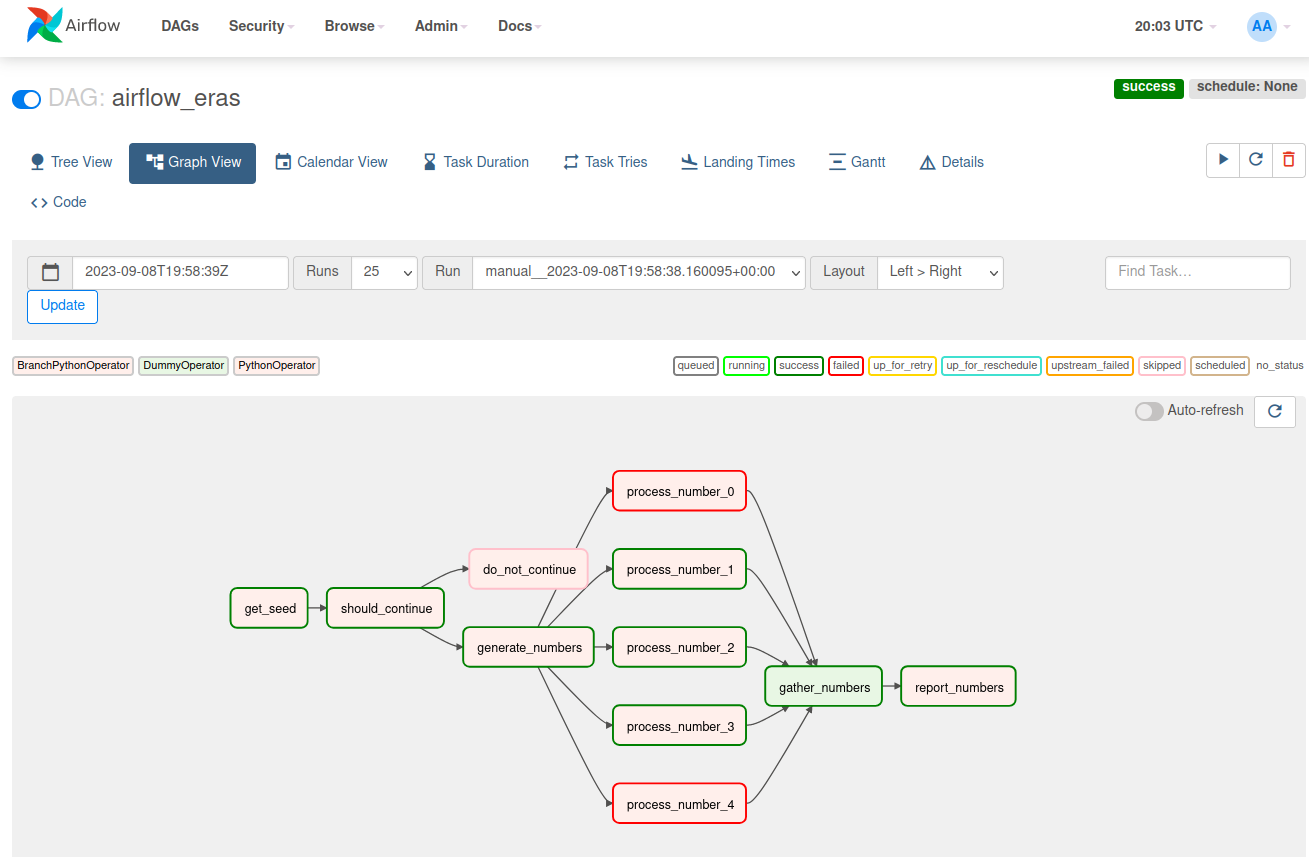 Airflow DAGs Security Browse Admin Docs 20:03 UTC AA
success schedule: None
DAG: airflow_eras
Tree View Graph View Calendar View Task Duration Task Tries Landing Times Gantt Details
Code
2023-09-08T19:58:39Z Runs 25 Run manual__2023-09-08T19:58:38.160095+00:00 Layout Left > Right Find Task...
Update
BranchPythonOperator DummyOperator PythonOperator queued running success failed up_for_retry up_for_reschedule upstream_failed skipped scheduled no_status
Auto-refresh
process_number_0
do_not_continue process_number_1
get_seed should_continue
generate_numbers process_number_2
gather_numbers report_numbers
process_number_3
process_number_4